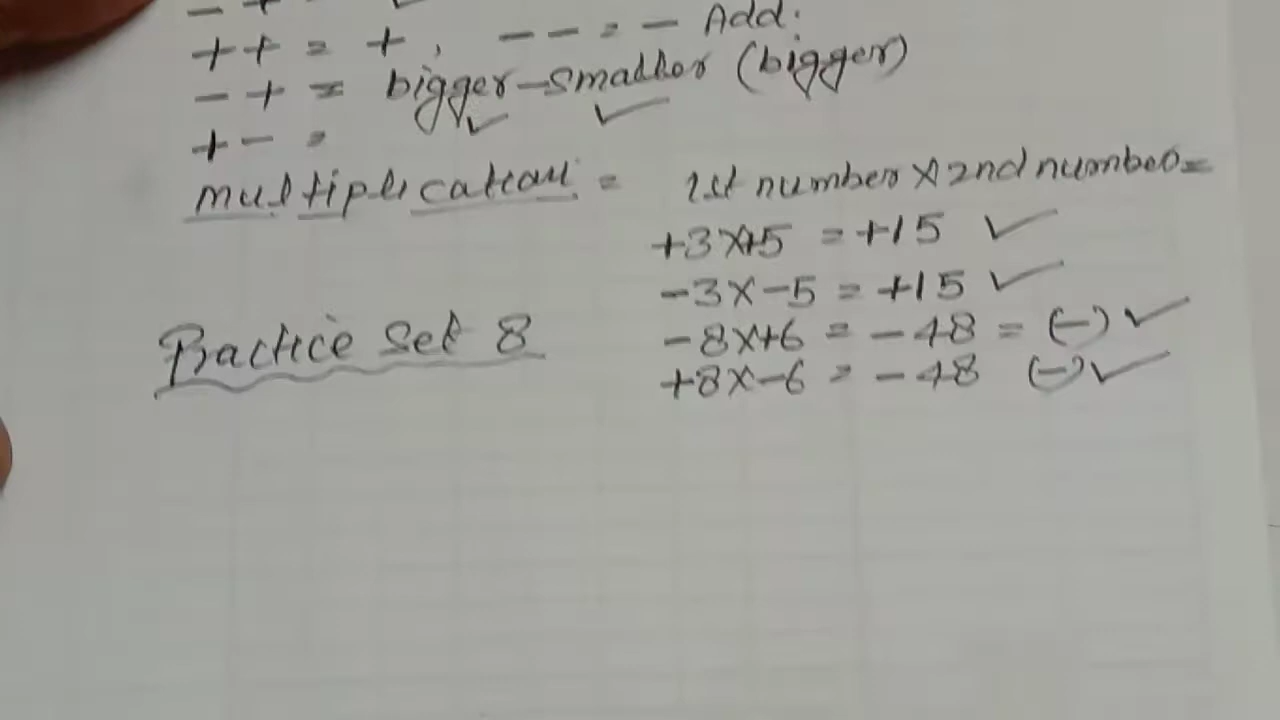 - +
+ + = + , - - = - Add.
- + = bigger - smaller (bigger)
+ - =
multiplication = 1st number × 2nd number =
+3×+5 = +15 ✓
-3×-5 = +15 ✓
Practice Set 8
-8×+6 = -48 = (-) ✓
+8×-6 = -48 (-) ✓